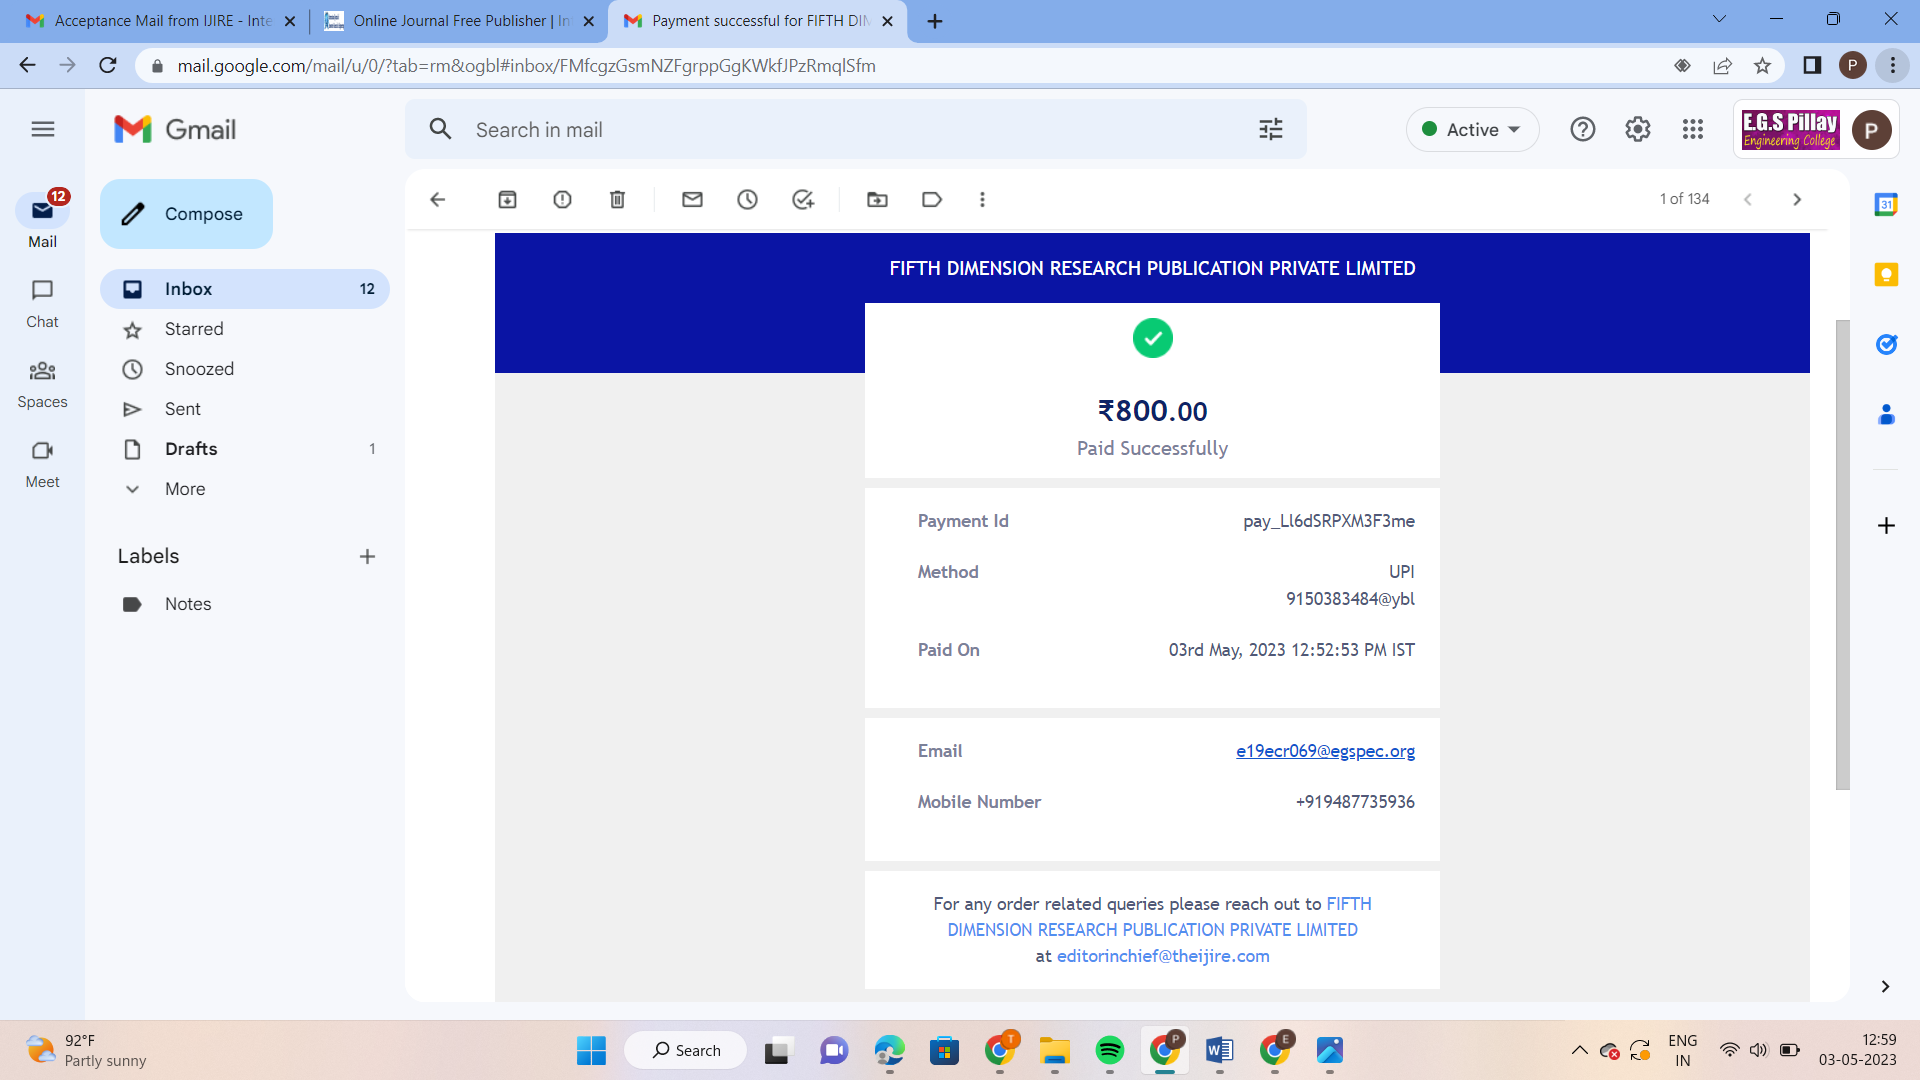 Acceptance Mail from IJIRE - Inte
Online Journal Free Publisher | In
Payment successful for FIFTH DIM
mail.google.com/mail/u/0/?tab=rm&ogbl#inbox/FMfcgzGsmNZFgrppGgKWkfJPzRmqlSfm
P
Gmail
Search in mail
Active
E.G.S Pillay
Engineering College
P
12
Mail
Chat
Spaces
Meet
Compose
Inbox 12
Starred
Snoozed
Sent
Drafts 1
More
Labels
Notes
1 of 134
31
FIFTH DIMENSION RESEARCH PUBLICATION PRIVATE LIMITED
₹800.00
Paid Successfully
Payment Id pay_Ll6dSRPXM3F3me
Method UPI
9150383484@ybl
Paid On 03rd May, 2023 12:52:53 PM IST
Email e19ecr069@egspec.org
Mobile Number +919487735936
For any order related queries please reach out to FIFTH
DIMENSION RESEARCH PUBLICATION PRIVATE LIMITED
at editorinchief@theijire.com
92°F
Partly sunny
Search
T
P
W
E
ENG
IN
12:59
03-05-2023